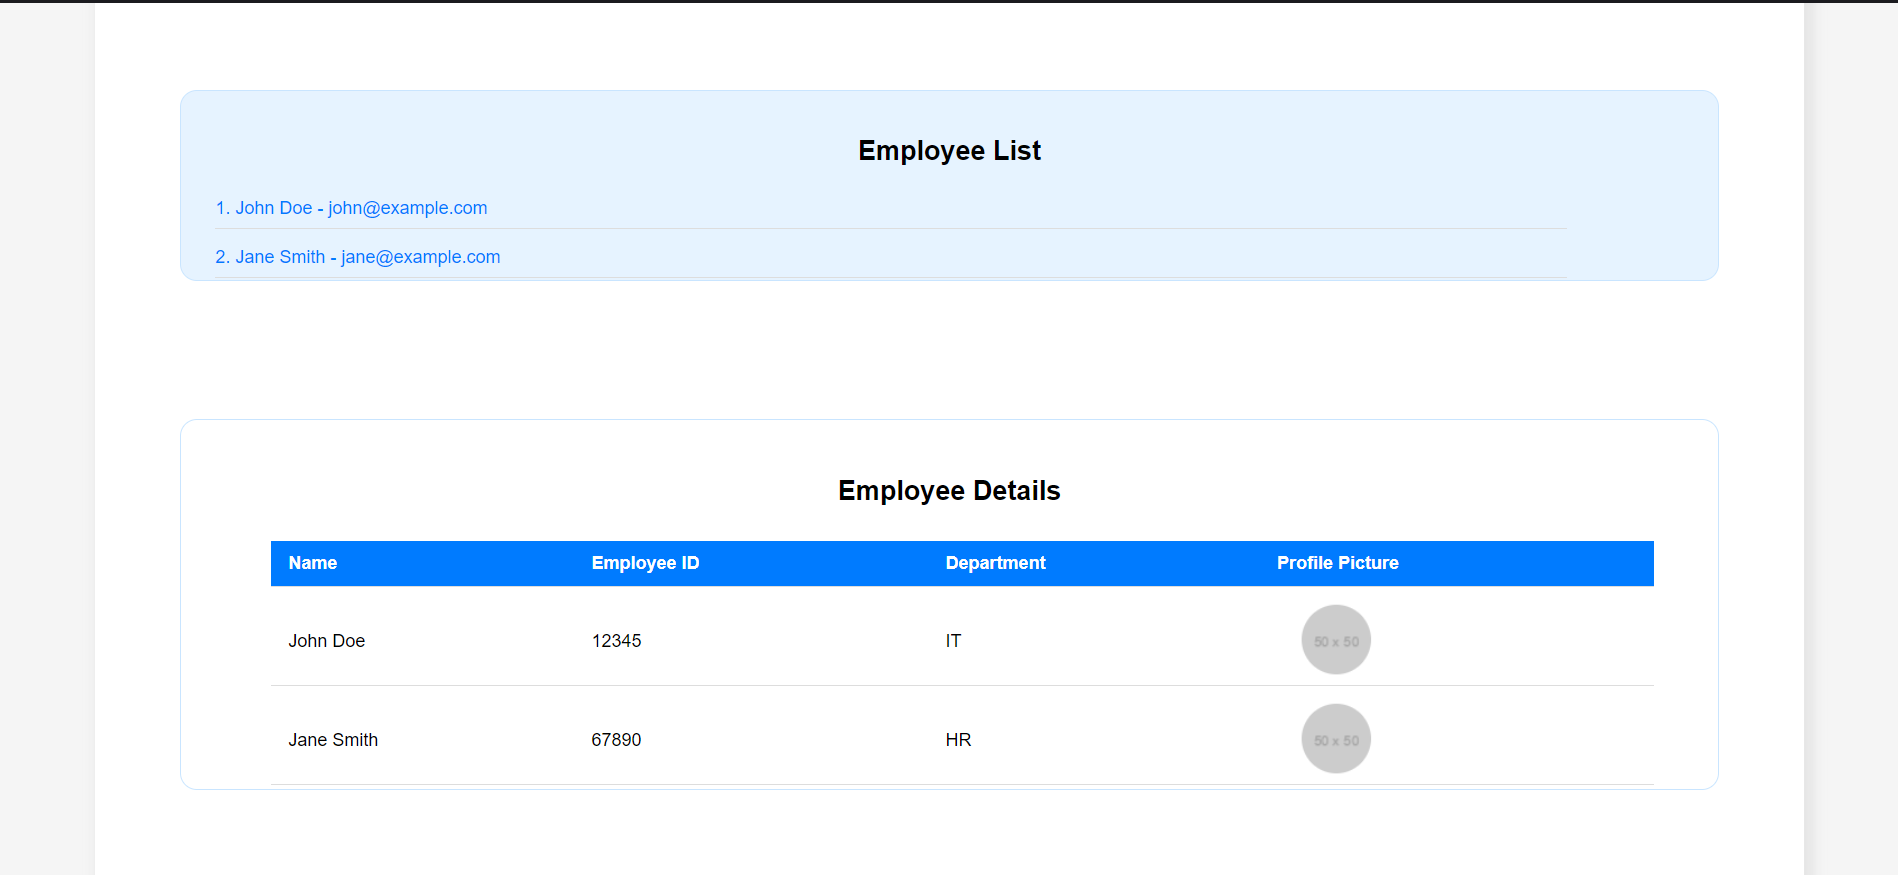 Employee List
1. John Doe - john@example.com
2. Jane Smith - jane@example.com
Employee Details
Name Employee ID Department Profile Picture
John Doe 12345 IT 50 x 50
Jane Smith 67890 HR 50 x 50